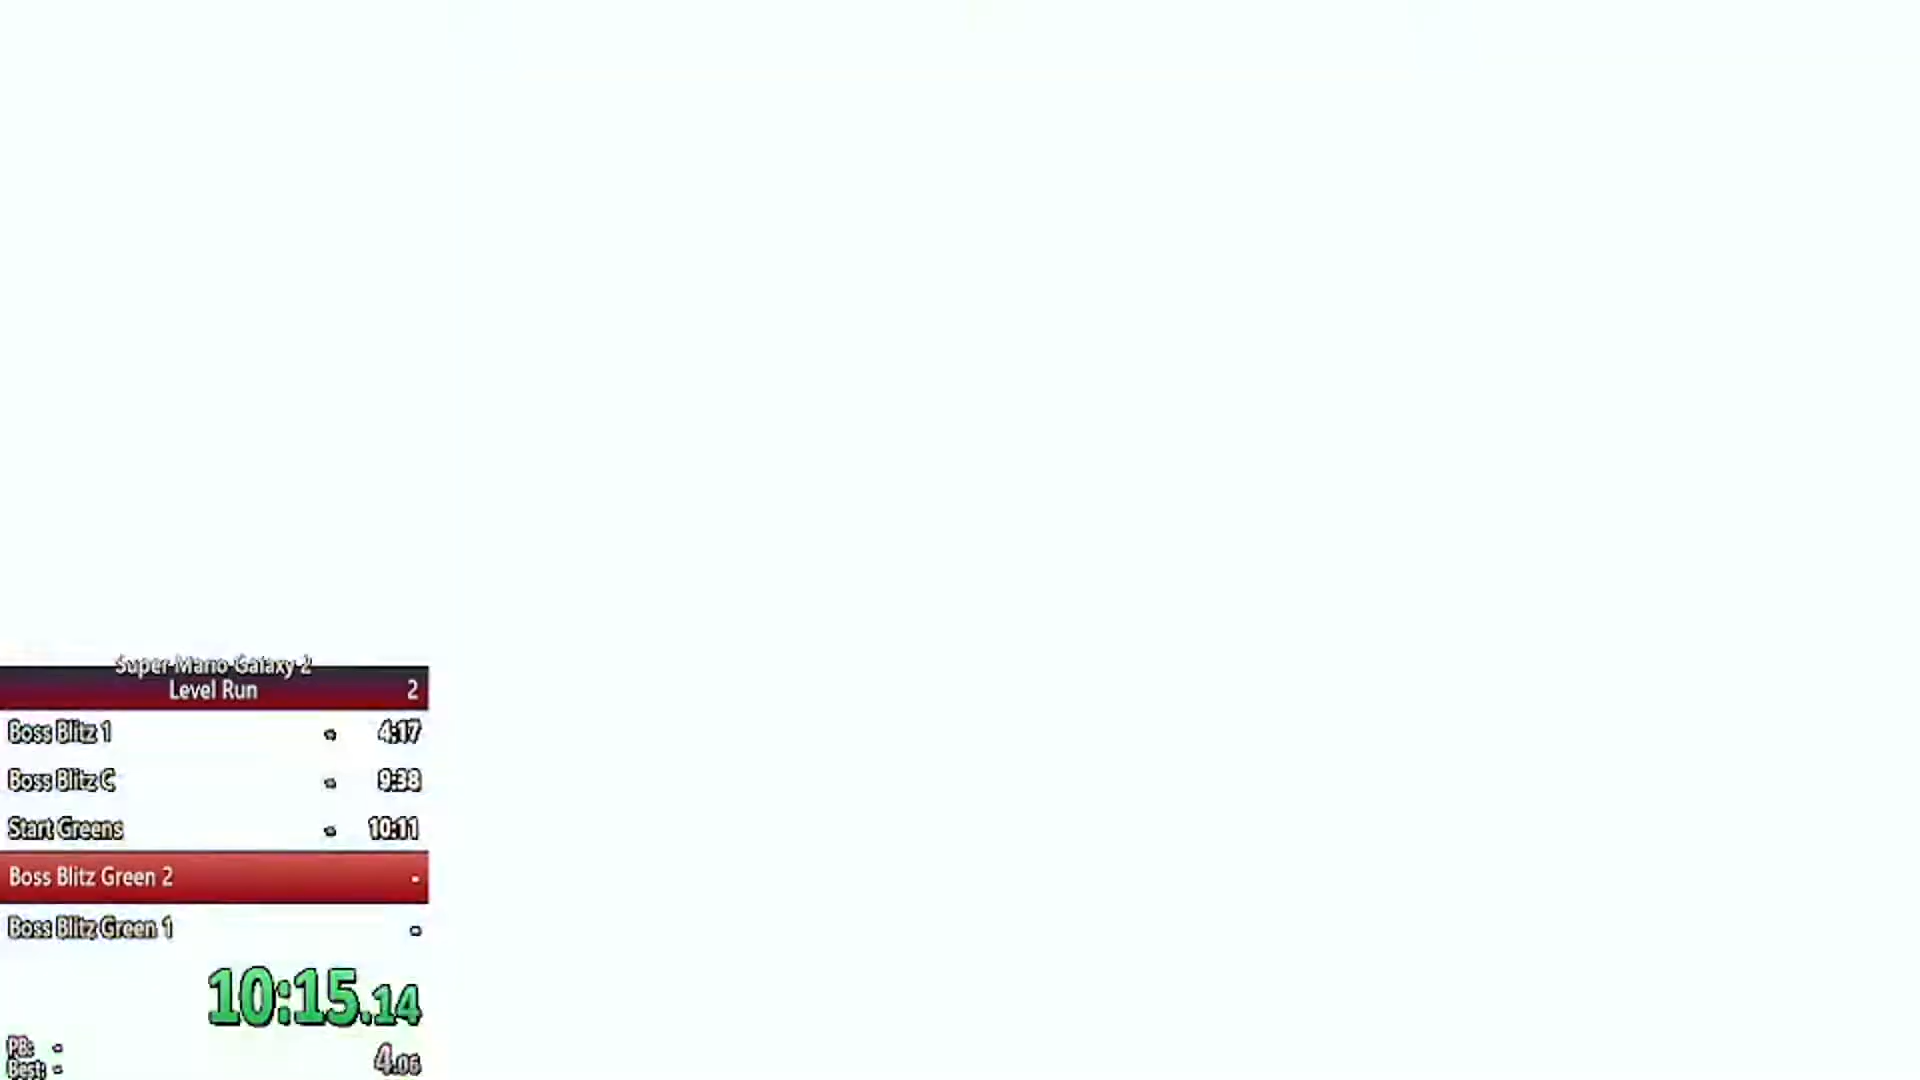 Super Mario Galaxy 2
Level Run 2
Boss Blitz 1 - 4:17
Boss Blitz C - 9:38
Start Greens - 10:11
Boss Blitz Green 2 -
Boss Blitz Green 1 -
10:15.14
PB: - 4.06
Best: -